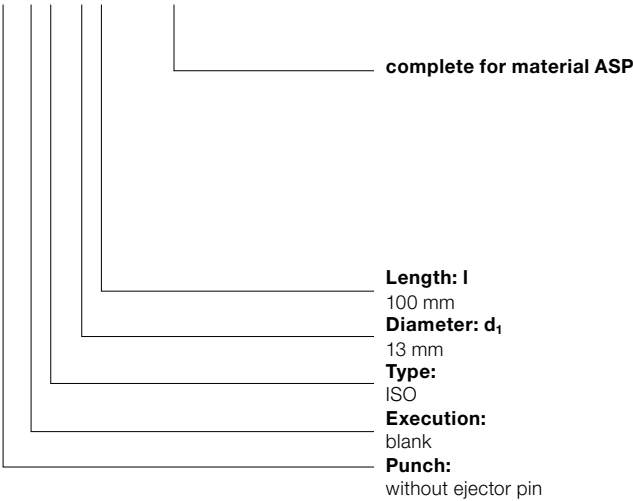 complete for material ASP
Length: l
100 mm
Diameter: d₁
13 mm
Type:
ISO
Execution:
blank
Punch:
without ejector pin